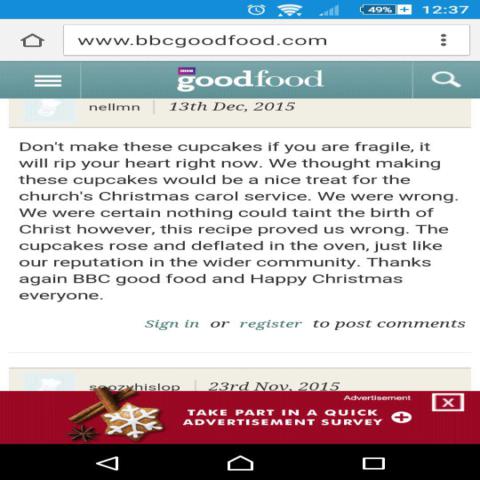 49% 12:37
www.bbcgoodfood.com
BBC goodfood
nellmn 13th Dec, 2015
Don't make these cupcakes if you are fragile, it
will rip your heart right now. We thought making
these cupcakes would be a nice treat for the
church's Christmas carol service. We were wrong.
We were certain nothing could taint the birth of
Christ however, this recipe proved us wrong. The
cupcakes rose and deflated in the oven, just like
our reputation in the wider community. Thanks
again BBC good food and Happy Christmas
everyone.
Sign in or register to post comments
soozyhislop 23rd Nov, 2015
Advertisement
TAKE PART IN A QUICK
ADVERTISEMENT SURVEY
X